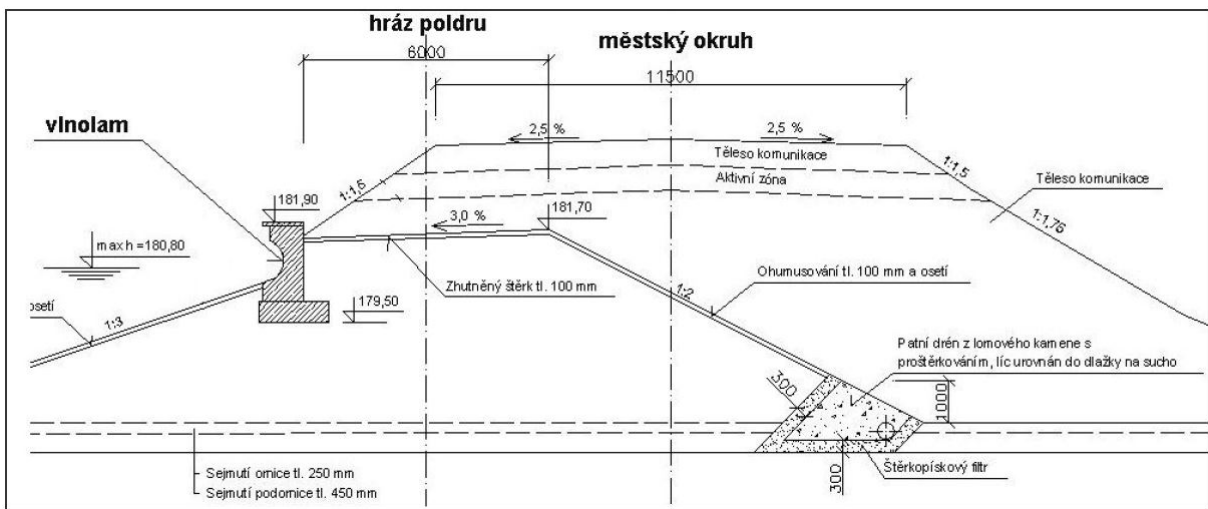 hráz poldru
6000
městský okruh
11500
vlnolam
2,5 %
2,5 %
Těleso komunikace
Aktivní zóna
1:1,5
1:1,5
Těleso komunikace
1:1,75
181,90
181,70
3,0 %
max h =180,80
Zhutněný štěrk tl. 100 mm
Ohumusování tl. 100 mm a osetí
1:2
179,50
osetí
1:3
Patní drén z lomového kamene s
proštěrkováním, líc urovnán do dlažky na sucho
300
1000
Štěrkopískový filtr
300
Sejmutí ornice tl. 250 mm
Sejmutí podornice tl. 450 mm